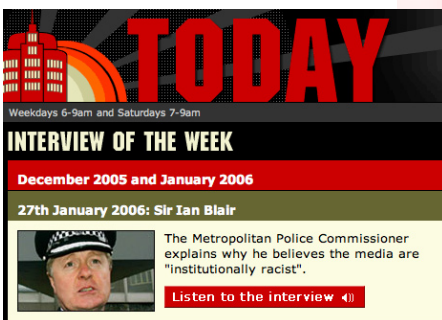 TODAY
Weekdays 6-9am and Saturdays 7-9am
INTERVIEW OF THE WEEK
December 2005 and January 2006
27th January 2006: Sir Ian Blair
The Metropolitan Police Commissioner
explains why he believes the media are
"institutionally racist".
Listen to the interview